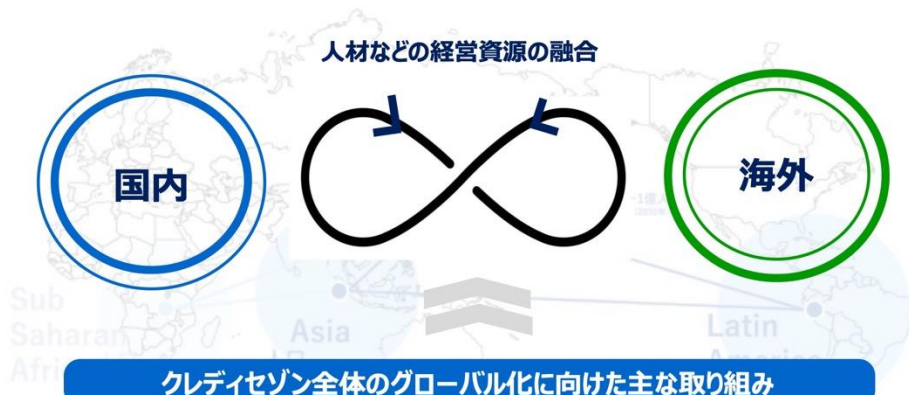 人材などの経営資源の融合
国内
海外
Sub
Saharan
Asia
Latin
クレディセゾン全体のグローバル化に向けた主な取り組み